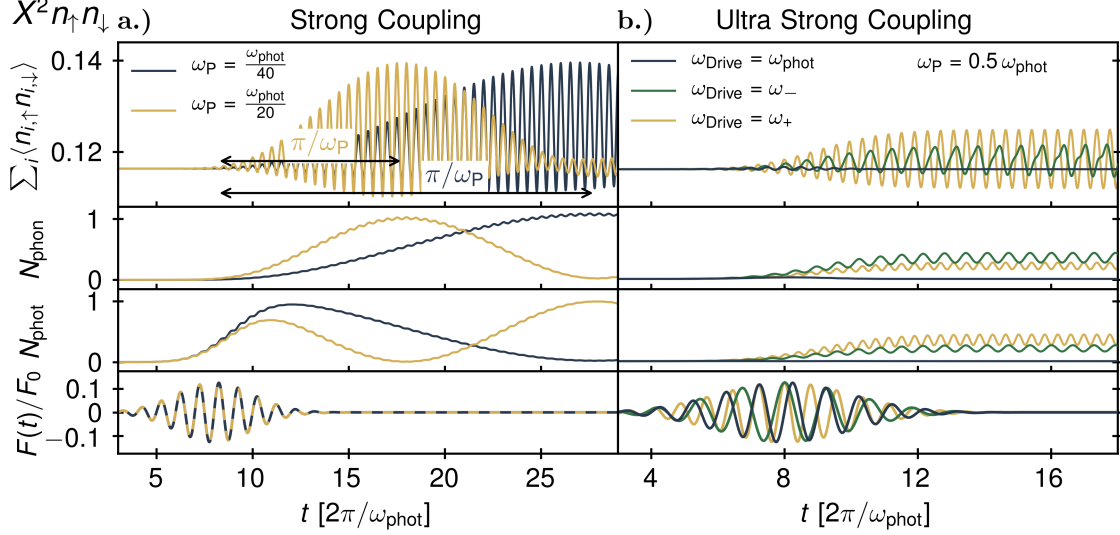 X²n↑n↓ a.) Strong Coupling b.) Ultra Strong Coupling
ω_P = ω_phot/40
ω_P = ω_phot/20
π/ω_P
π/ω_P
ω_Drive = ω_phot
ω_Drive = ω_−
ω_Drive = ω_+
ω_P = 0.5 ω_phot
∑_i⟨n_{i,↑}n_{i,↓}⟩
0.14
0.12
N_phon
1
0
N_phot
1
0
F(t)/F_0
0.1
0
−0.1
5 10 15 20 25
4 8 12 16
t [2π/ω_phot]
t [2π/ω_phot]